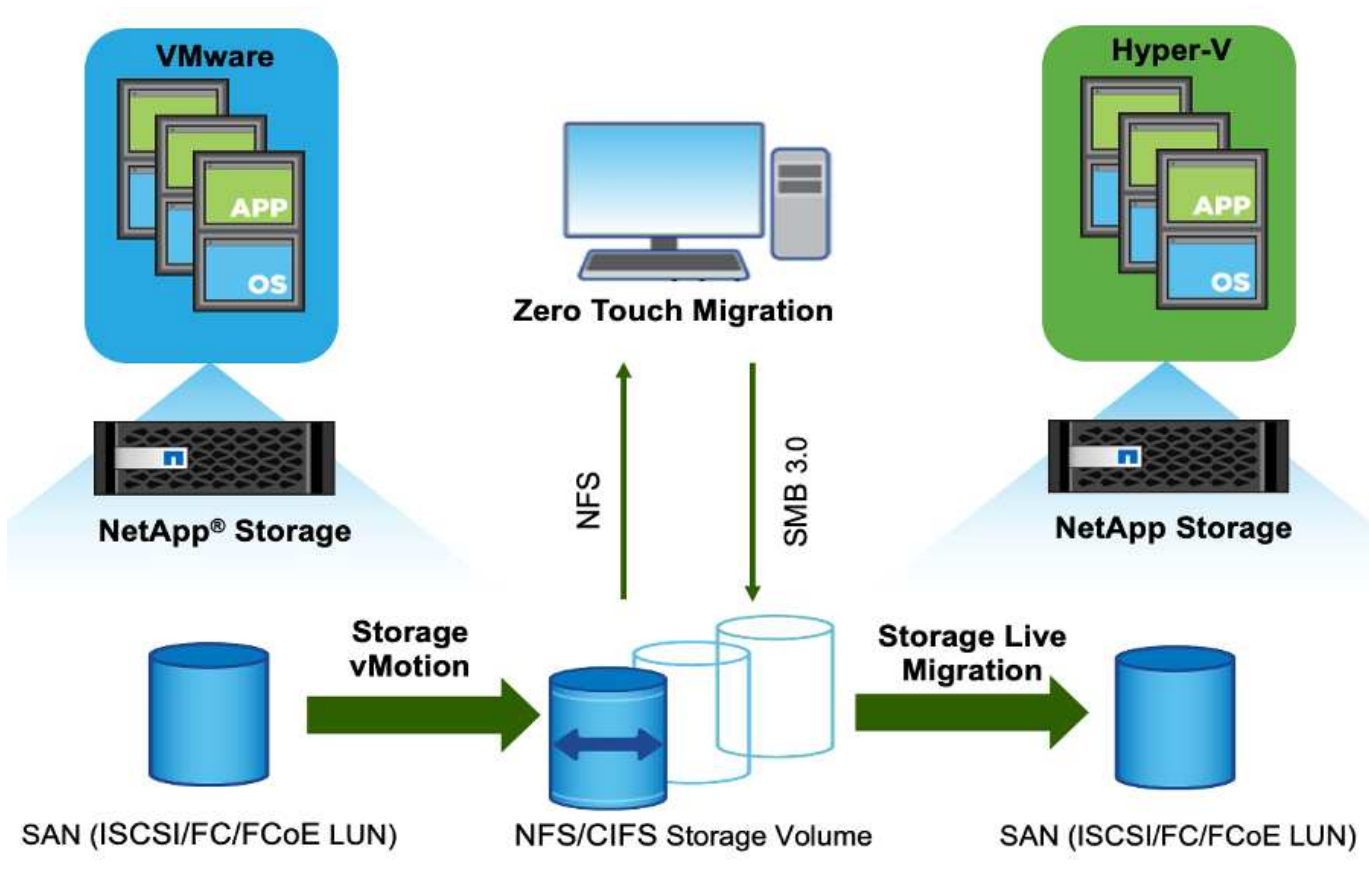 VMware
APP
OS
NetApp® Storage
Zero Touch Migration
NFS
SMB 3.0
Hyper-V
APP
OS
NetApp Storage
Storage
vMotion
Storage Live
Migration
SAN (ISCSI/FC/FCoE LUN)
NFS/CIFS Storage Volume
SAN (ISCSI/FC/FCoE LUN)